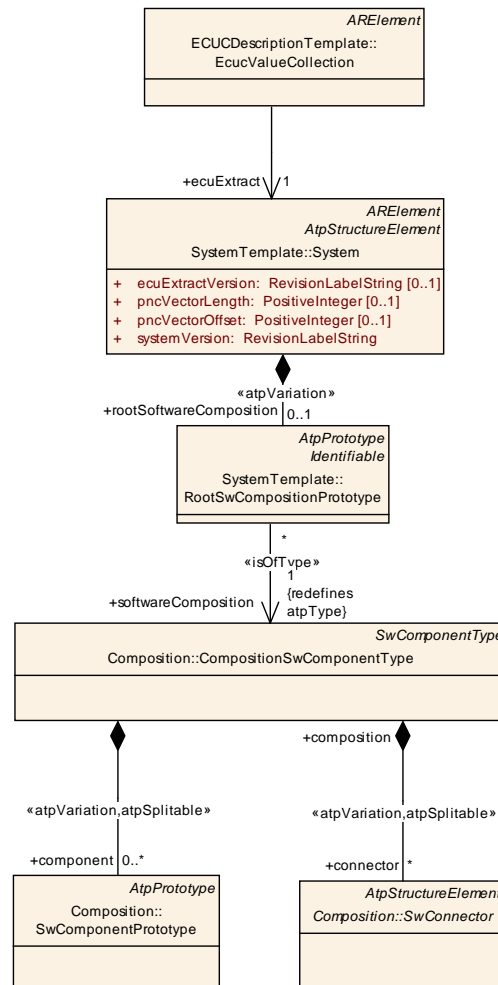 ARElement
ECUCDescriptionTemplate::
EcucValueCollection
+ecuExtract 1
ARElement
AtpStructureElement
SystemTemplate::System
+ ecuExtractVersion: RevisionLabelString [0..1]
+ pncVectorLength: PositiveInteger [0..1]
+ pncVectorOffset: PositiveInteger [0..1]
+ systemVersion: RevisionLabelString
«atpVariation»
+rootSoftwareComposition 0..1
AtpPrototype
Identifiable
SystemTemplate::
RootSwCompositionPrototype
*
«isOfType»
1
+softwareComposition {redefines
atpType}
SwComponentType
Composition::CompositionSwComponentType
+composition
«atpVariation,atpSplitable» «atpVariation,atpSplitable»
+component 0..* +connector *
AtpPrototype
Composition::
SwComponentPrototype
AtpStructureElement
Composition::SwConnector